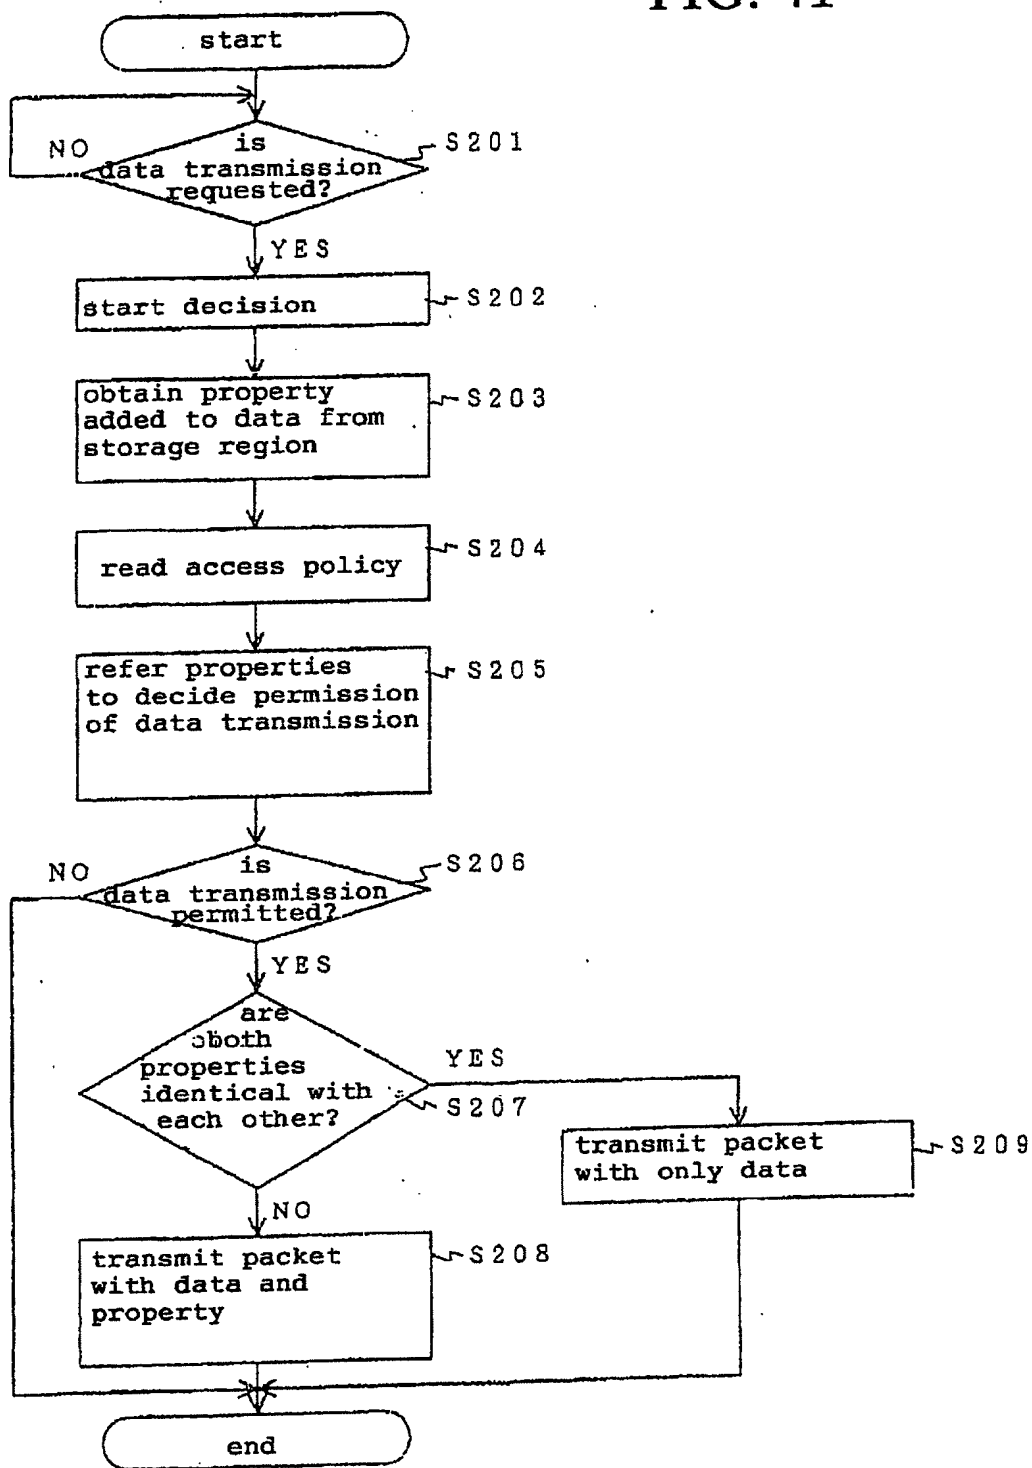 start
NO
is
data transmission
requested?
S201
YES
start decision
S202
obtain property
added to data from
storage region
S203
read access policy
S204
refer properties
to decide permission
of data transmission
S205
NO
is
data transmission
permitted?
S206
YES
are
both
properties
identical with
each other?
YES
S207
transmit packet
with only data
S209
NO
transmit packet
with data and
property
S208
end